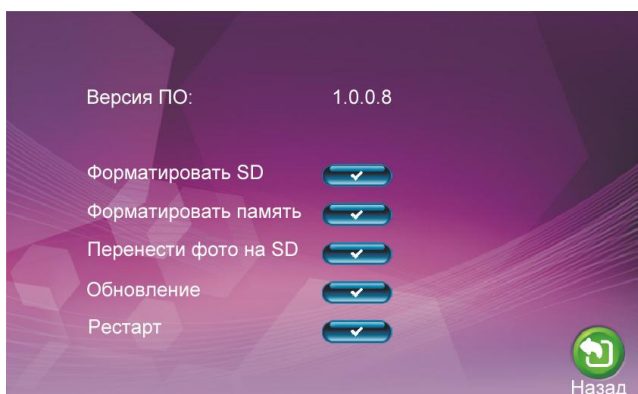 Версия ПО: 1.0.0.8
Форматировать SD
Форматировать память
Перенести фото на SD
Обновление
Рестарт
Назад